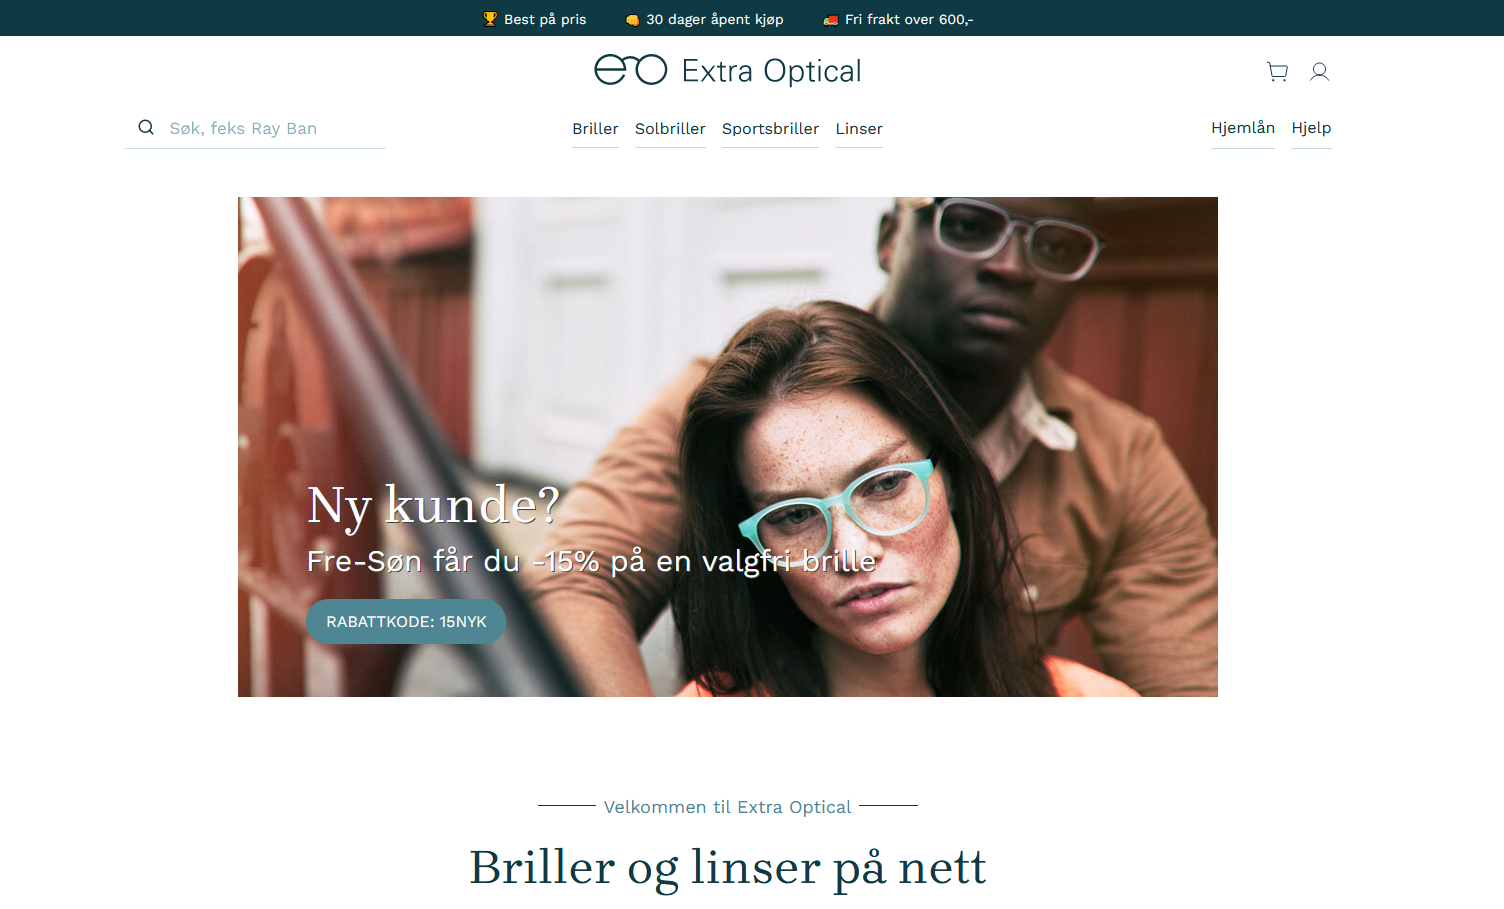 Best på pris
30 dager åpent kjøp
Fri frakt over 600,-
Extra Optical
Søk, feks Ray Ban
Briller
Solbriller
Sportsbriller
Linser
Hjemlån
Hjelp
Ny kunde?
Fre-Søn får du -15% på en valgfri brille
RABATTKODE: 15NYK
Velkommen til Extra Optical
Briller og linser på nett